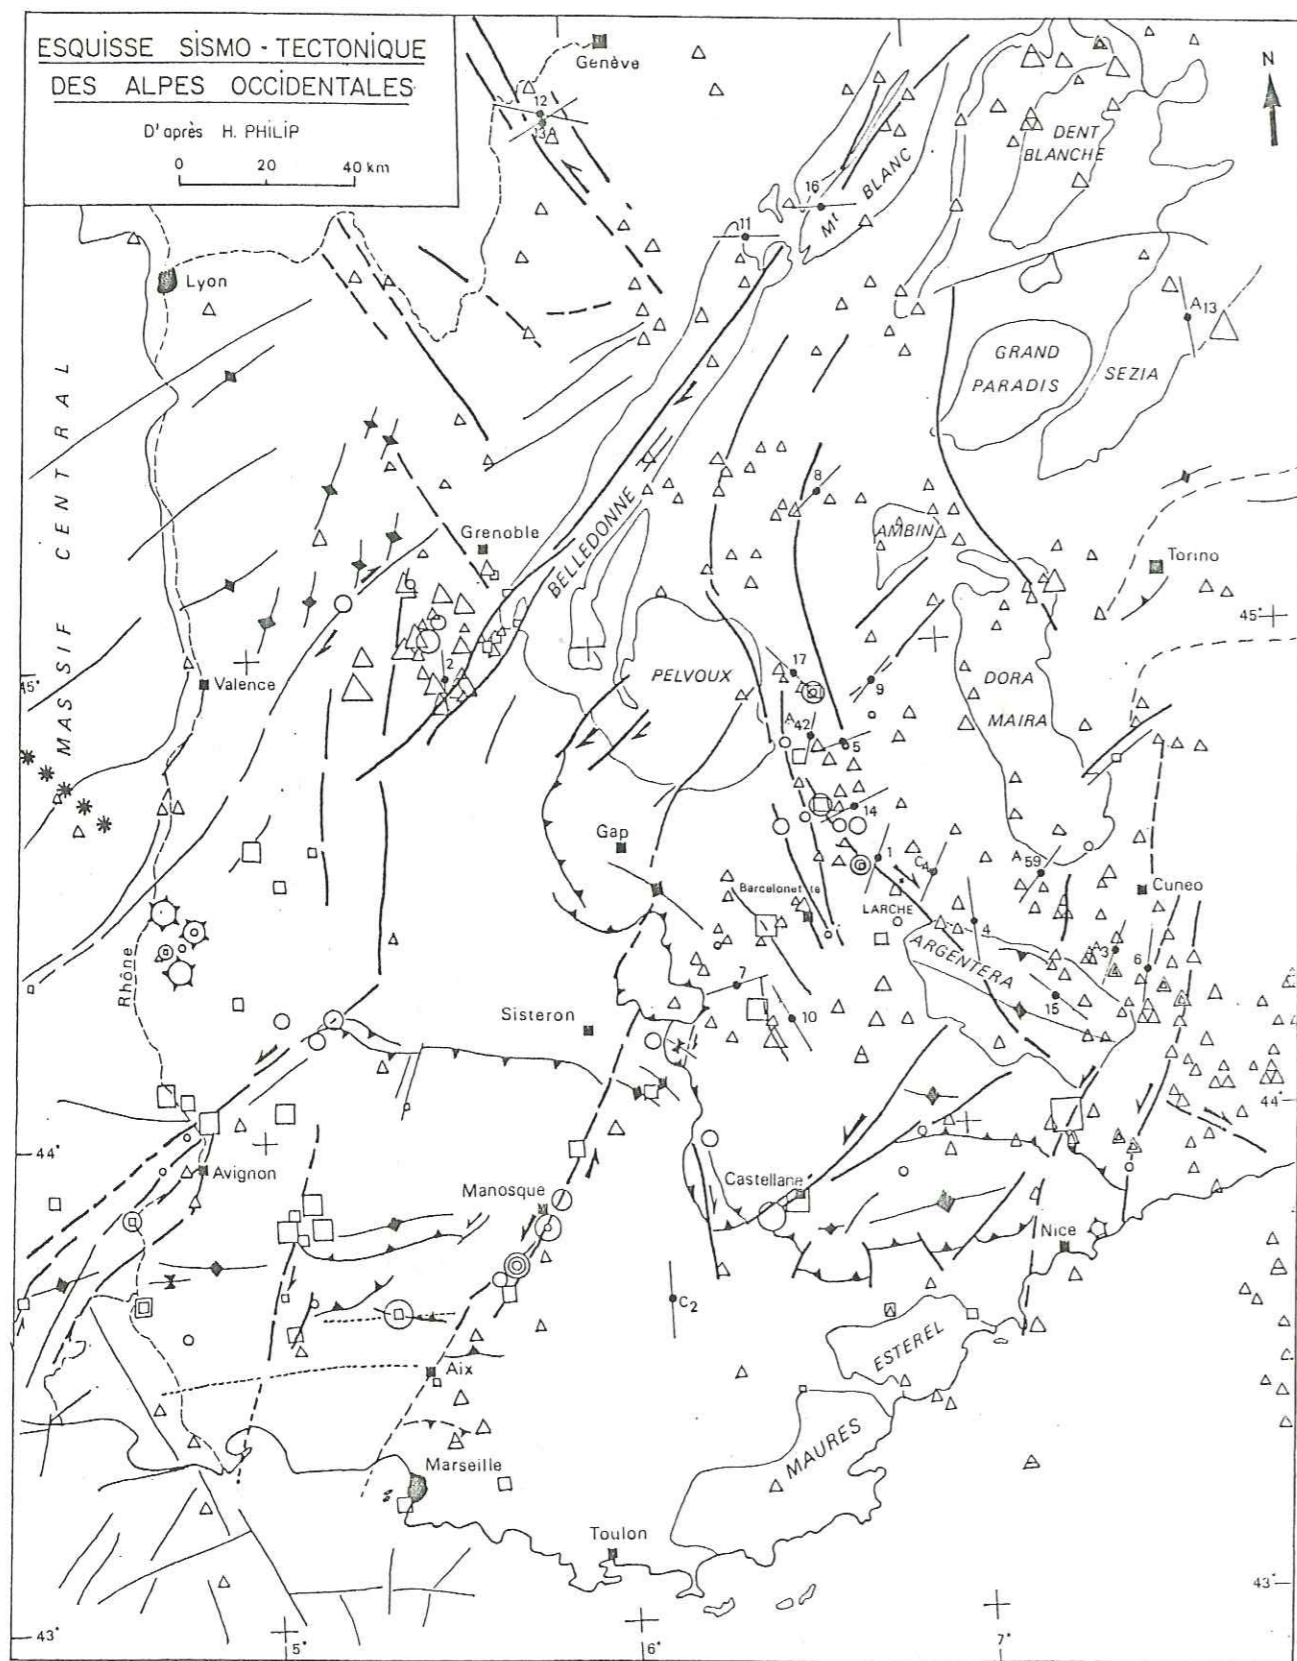 ESQUISSE SISMO-TECTONIQUE
DES ALPES OCCIDENTALES
D'après H. PHILIP
0 20 40 km
N
Genève
12
13
DENT
BLANCHE
Mt BLANC
16
11
Lyon
A13
GRAND
PARADIS
SEZIA
MASSIF CENTRAL
8
Grenoble
BELLEDONNE
AMBIN
Torino
45°
2
17
PELVOUX
9
DORA
MAIRA
45°
Valence
A42
5
14
Gap
1
C4
A59
Barcelonette
Cuneo
LARCHE
4
ARGENTERA
A3
6
Rhône
7
15
10
Sisteron
44°
44°
Avignon
Castellane
Manosque
Nice
C2
ESTEREL
Aix
MAURES
Marseille
Toulon
43°
43°
5°
6°
7°